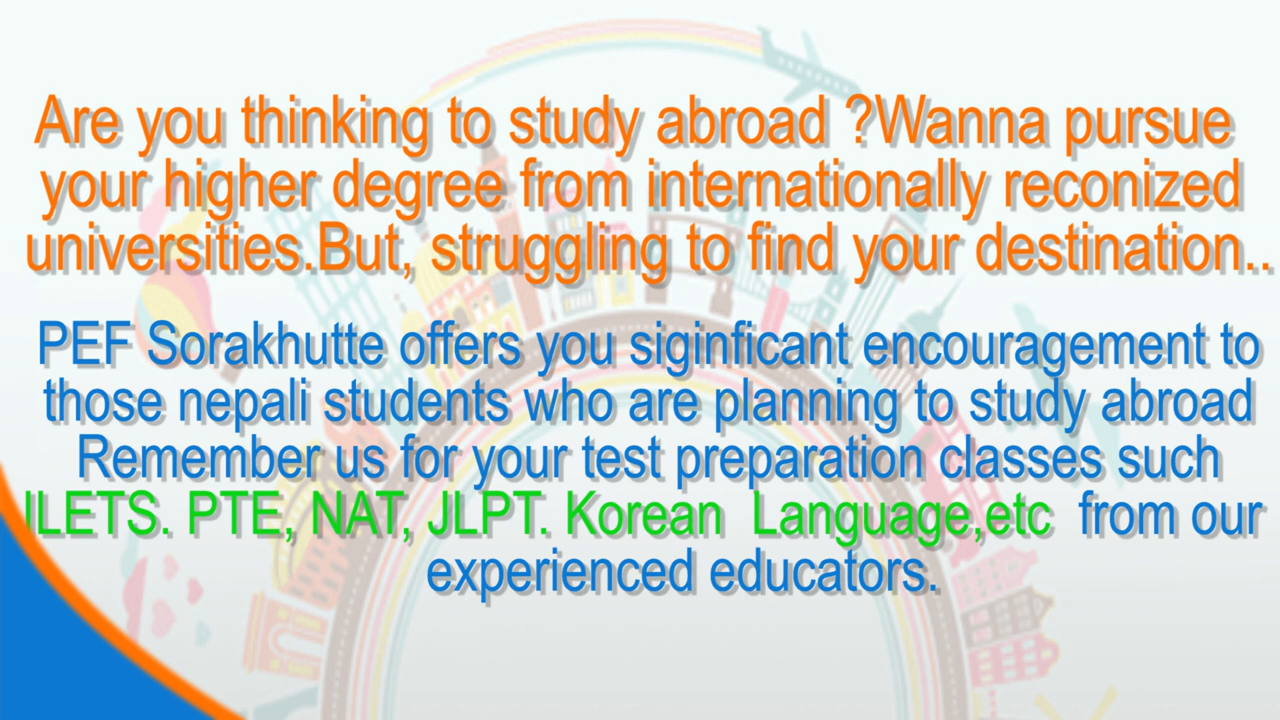 Are you thinking to study abroad ?Wanna pursue
your higher degree from internationally reconized
universities.But, struggling to find your destination..
PEF Sorakhutte offers you siginficant encouragement to
those nepali students who are planning to study abroad
Remember us for your test preparation classes such
ILETS. PTE, NAT, JLPT. Korean Language,etc from our
experienced educators.